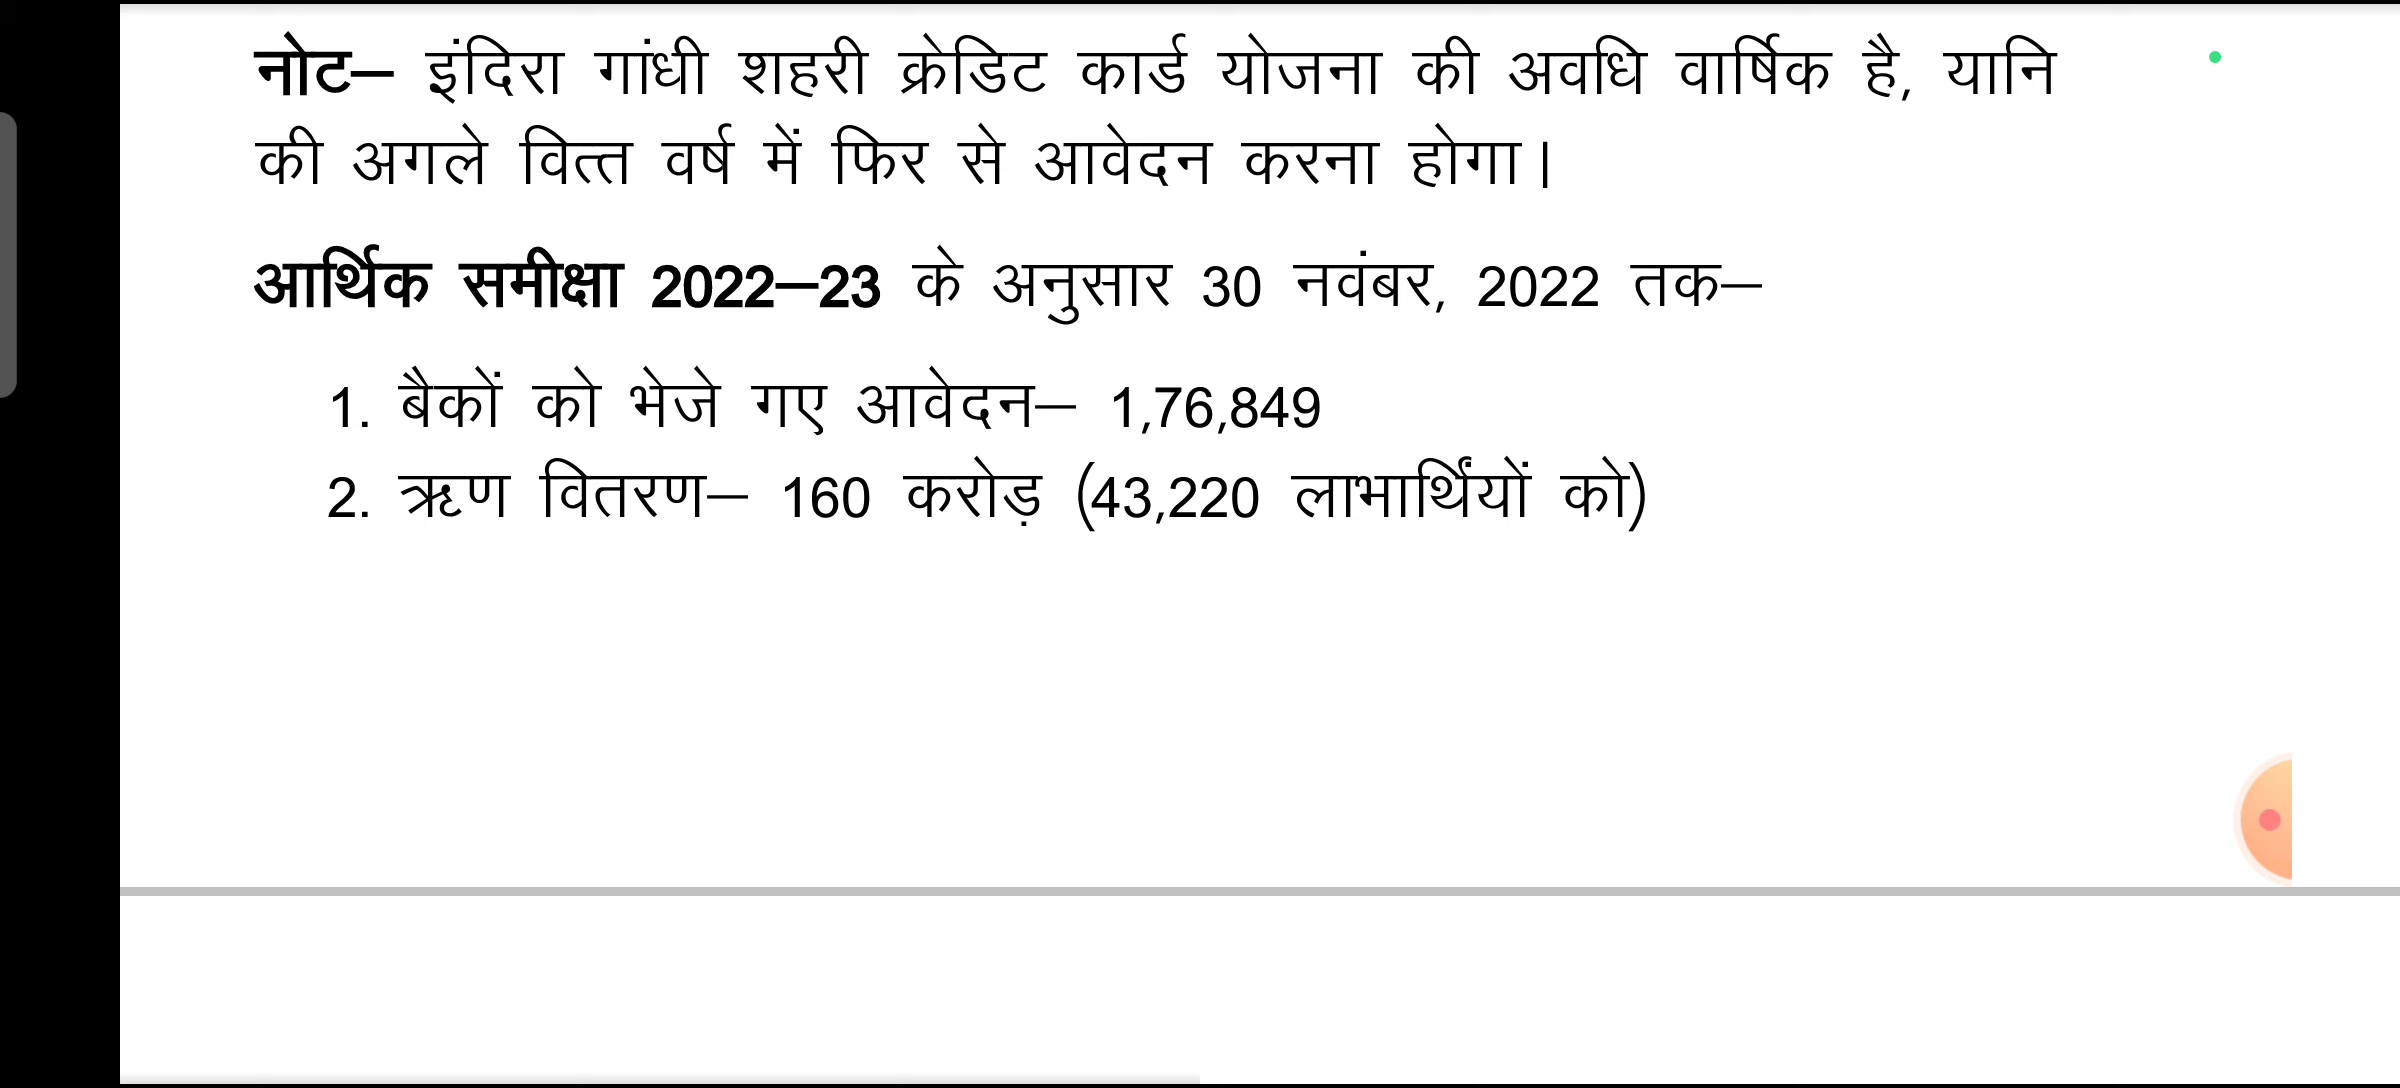 नोट– इंदिरा गांधी शहरी क्रेडिट कार्ड योजना की अवधि वार्षिक है, यानि
की अगले वित्त वर्ष में फिर से आवेदन करना होगा।
आर्थिक समीक्षा 2022–23 के अनुसार 30 नवंबर, 2022 तक–
1. बैकों को भेजे गए आवेदन– 1,76,849
2. ऋण वितरण– 160 करोड़ (43,220 लाभार्थिंयों को)